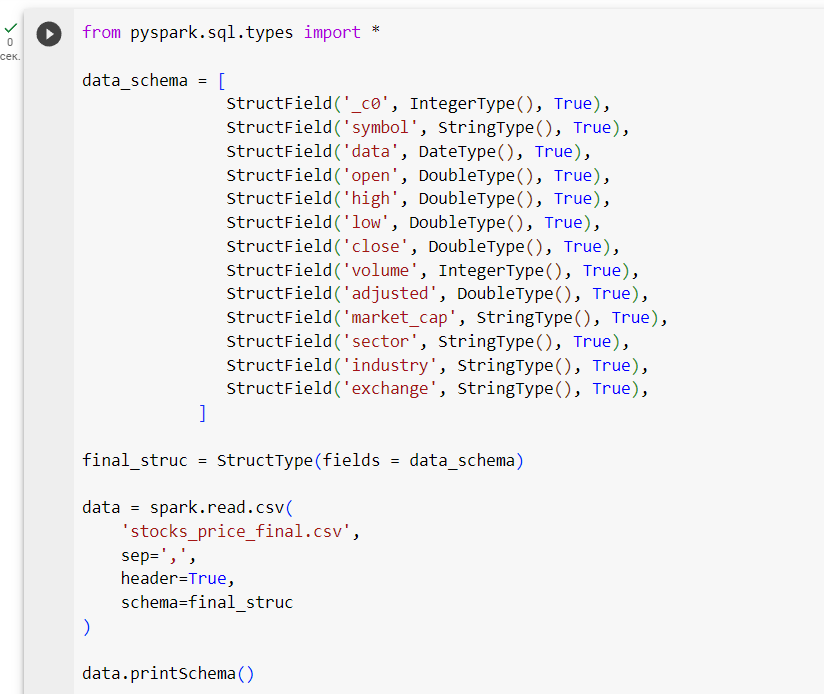 0
сек.
from pyspark.sql.types import *
data_schema = [
StructField('_c0', IntegerType(), True),
StructField('symbol', StringType(), True),
StructField('data', DateType(), True),
StructField('open', DoubleType(), True),
StructField('high', DoubleType(), True),
StructField('low', DoubleType(), True),
StructField('close', DoubleType(), True),
StructField('volume', IntegerType(), True),
StructField('adjusted', DoubleType(), True),
StructField('market_cap', StringType(), True),
StructField('sector', StringType(), True),
StructField('industry', StringType(), True),
StructField('exchange', StringType(), True),
]
final_struc = StructType(fields = data_schema)
data = spark.read.csv(
'stocks_price_final.csv',
sep=',',
header=True,
schema=final_struc
)
data.printSchema()